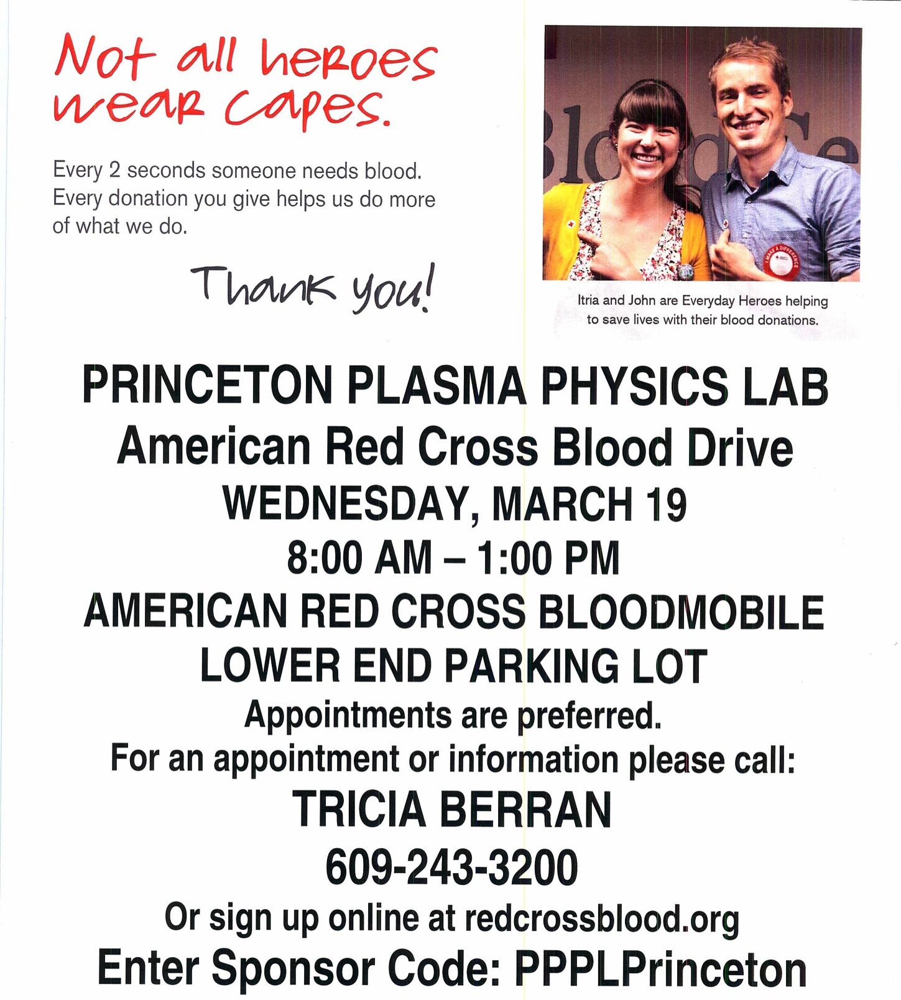 Not all heroes
wear capes.
Every 2 seconds someone needs blood.
Every donation you give helps us do more
of what we do.
Thank you!
Blood Ce
I MAKE A DIFFERENCE
Itria and John are Everyday Heroes helping
to save lives with their blood donations.
PRINCETON PLASMA PHYSICS LAB
American Red Cross Blood Drive
WEDNESDAY, MARCH 19
8:00 AM – 1:00 PM
AMERICAN RED CROSS BLOODMOBILE
LOWER END PARKING LOT
Appointments are preferred.
For an appointment or information please call:
TRICIA BERRAN
609-243-3200
Or sign up online at redcrossblood.org
Enter Sponsor Code: PPPLPrinceton